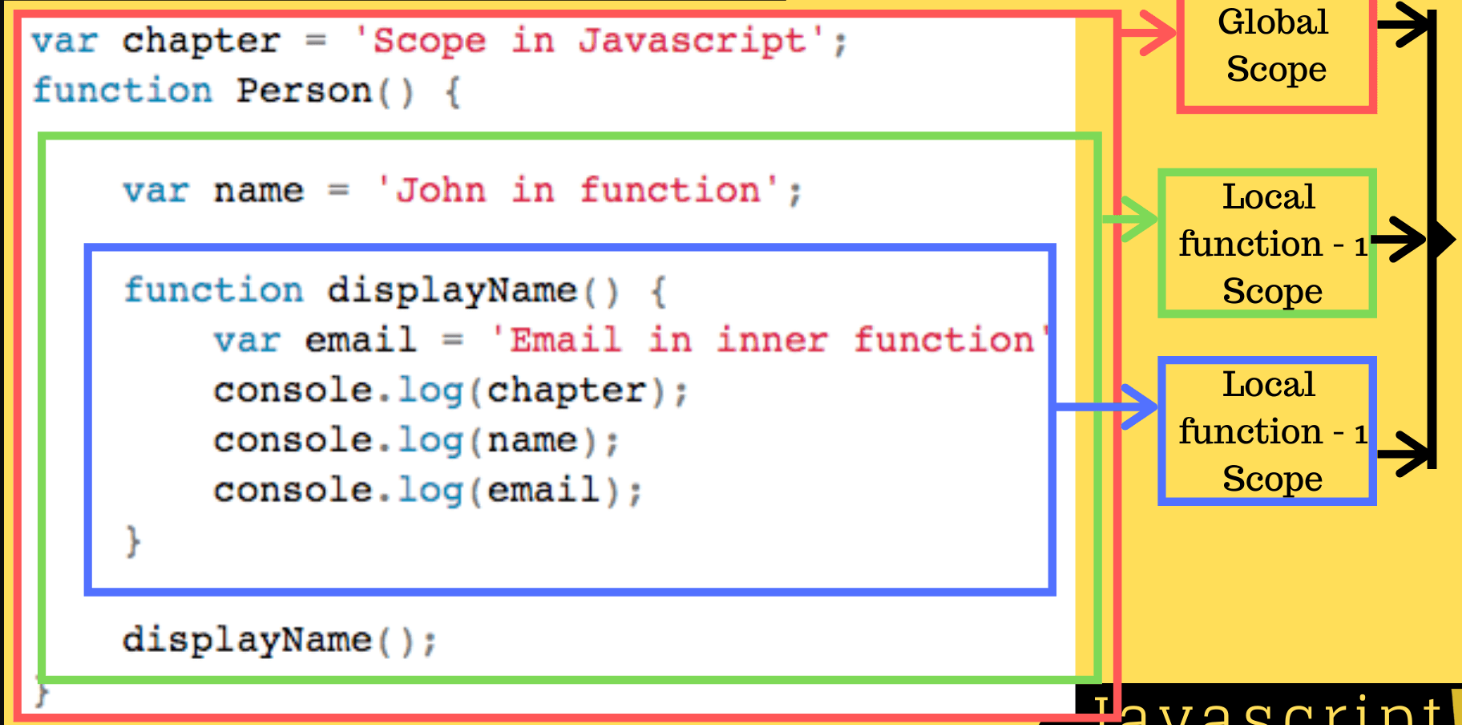 var chapter = 'Scope in Javascript';
function Person() {
var name = 'John in function';
function displayName() {
var email = 'Email in inner function'
console.log(chapter);
console.log(name);
console.log(email);
}
displayName();
}
Global
Scope
Local
function - 1
Scope
Local
function - 1
Scope
Javascript